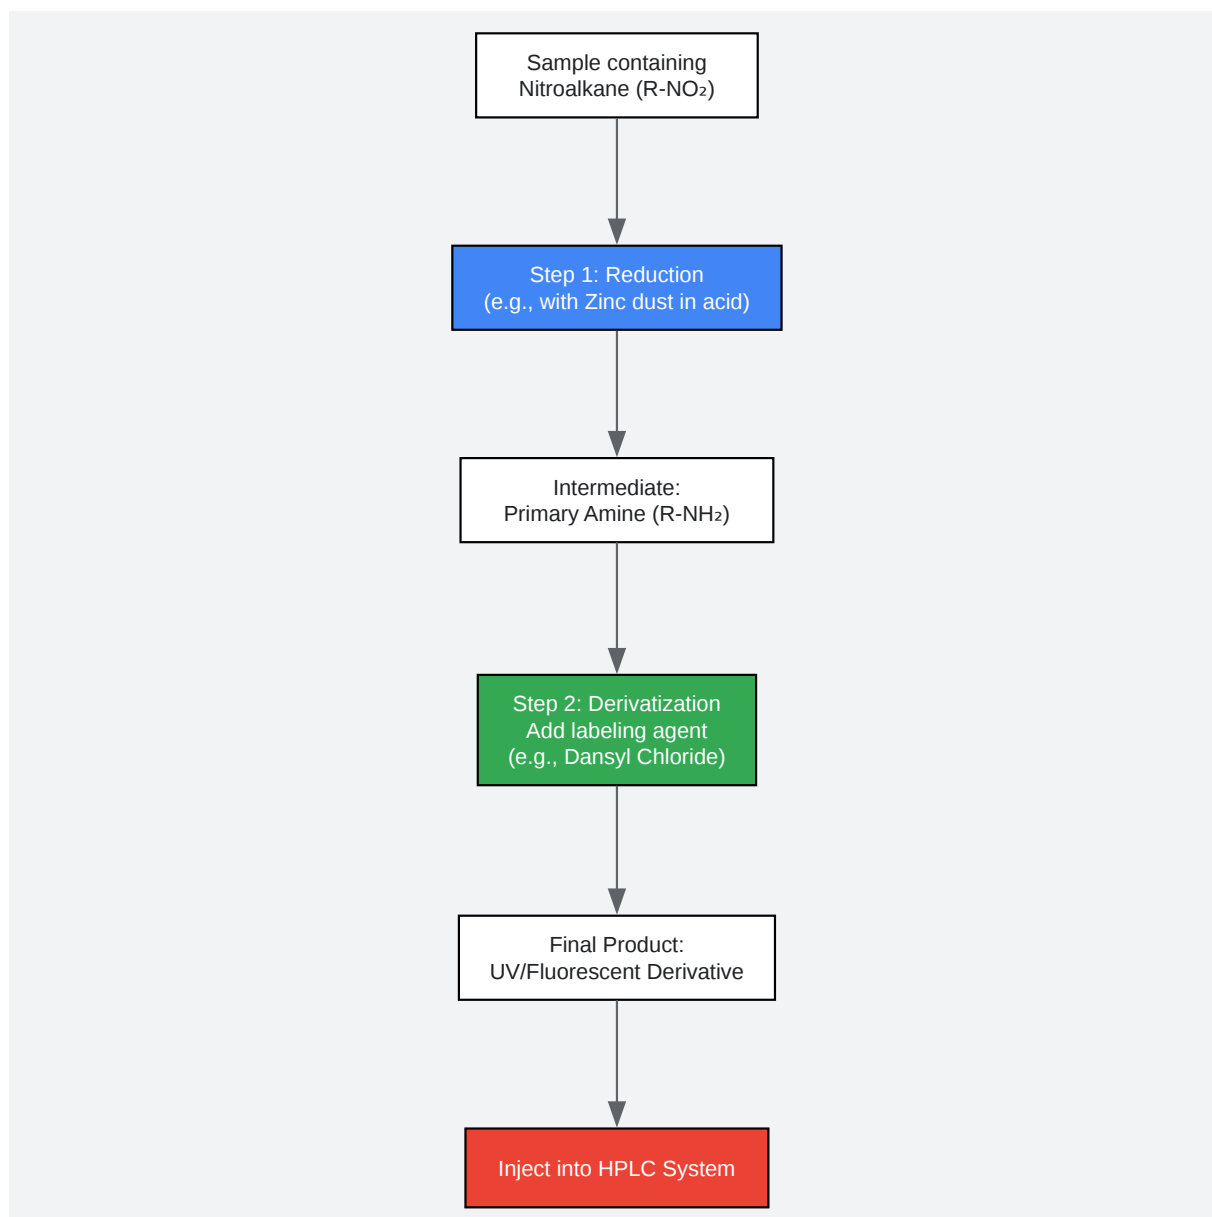 Sample containing
Nitroalkane (R-NO₂)
Step 1: Reduction
(e.g., with Zinc dust in acid)
Intermediate:
Primary Amine (R-NH₂)
Step 2: Derivatization
Add labeling agent
(e.g., Dansyl Chloride)
Final Product:
UV/Fluorescent Derivative
Inject into HPLC System